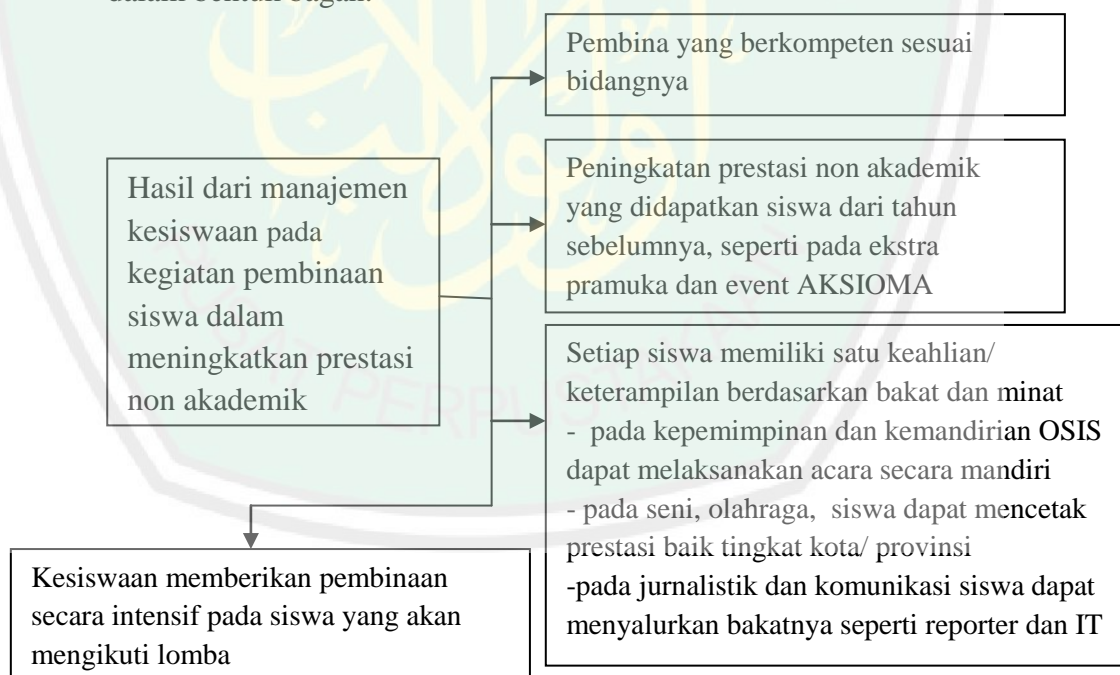 dalam bentuk bagan.
Pembina yang berkompeten sesuai
bidangnya
Hasil dari manajemen
kesiswaan pada
kegiatan pembinaan
siswa dalam
meningkatkan prestasi
non akademik
Peningkatan prestasi non akademik
yang didapatkan siswa dari tahun
sebelumnya, seperti pada ekstra
pramuka dan event AKSIOMA
Setiap siswa memiliki satu keahlian/
keterampilan berdasarkan bakat dan minat
- pada kepemimpinan dan kemandirian OSIS
dapat melaksanakan acara secara mandiri
- pada seni, olahraga, siswa dapat mencetak
prestasi baik tingkat kota/ provinsi
-pada jurnalistik dan komunikasi siswa dapat
menyalurkan bakatnya seperti reporter dan IT
Kesiswaan memberikan pembinaan
secara intensif pada siswa yang akan
mengikuti lomba
PUSAT PERPUSTAKAAN